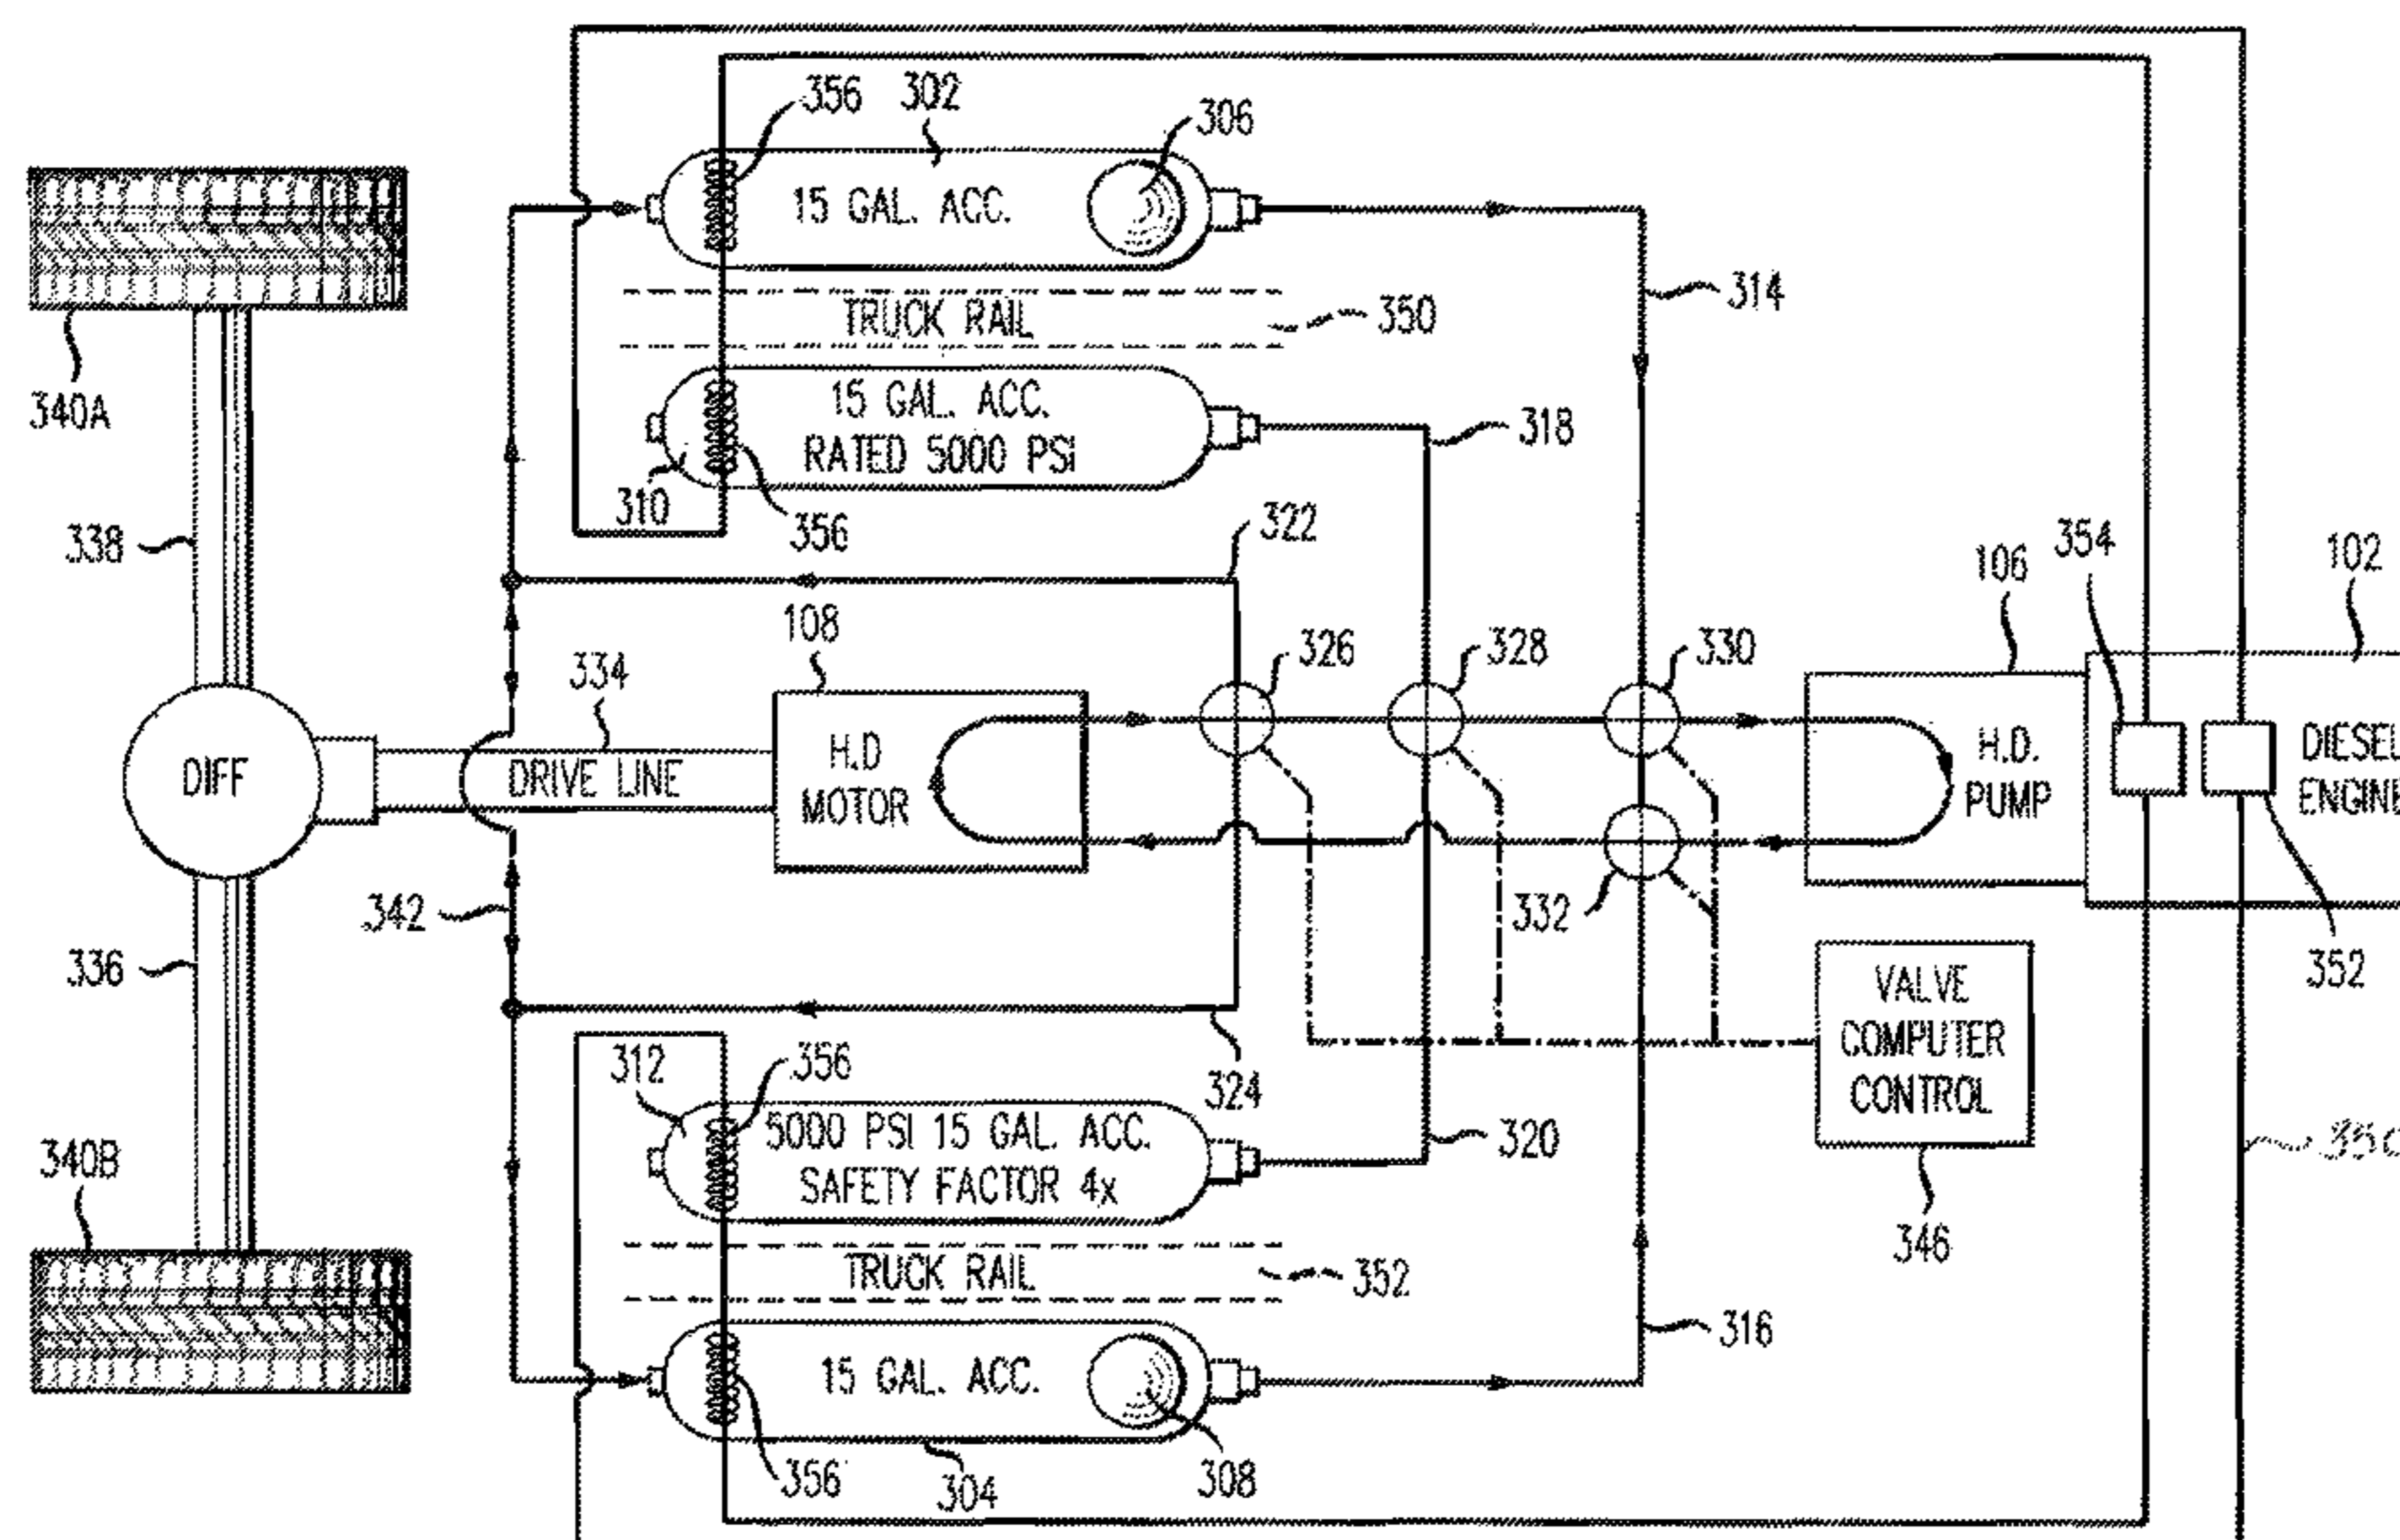 356
302
306
15 GAL. ACC.
314
TRUCK RAIL
350
340A
15 GAL. ACC.
RATED 5000 PSI
318
310
356
322
338
108
326
328
330
106
354
102
334
DIFF
DRIVE LINE
H.D
MOTOR
H.D.
PUMP
DIESEL
ENGINE
342
332
336
352
VALVE
COMPUTER
CONTROL
312
356
324
5000 PSI 15 GAL. ACC.
SAFETY FACTOR 4x
320
340B
346
TRUCK RAIL
352
316
15 GAL. ACC.
356
304
308